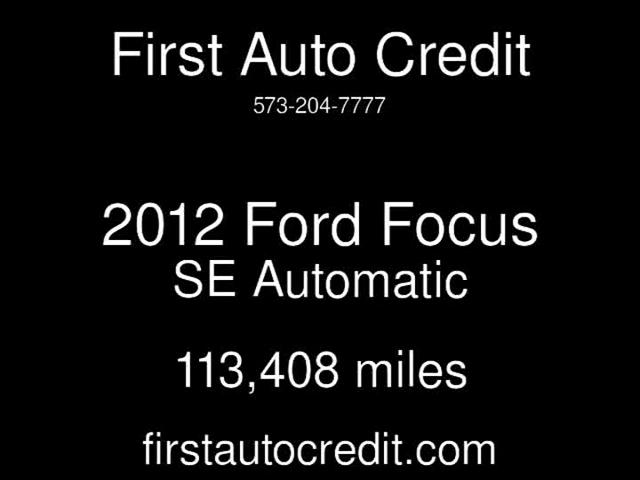 First Auto Credit
573-204-7777
2012 Ford Focus
SE Automatic
113,408 miles
firstautocredit.com